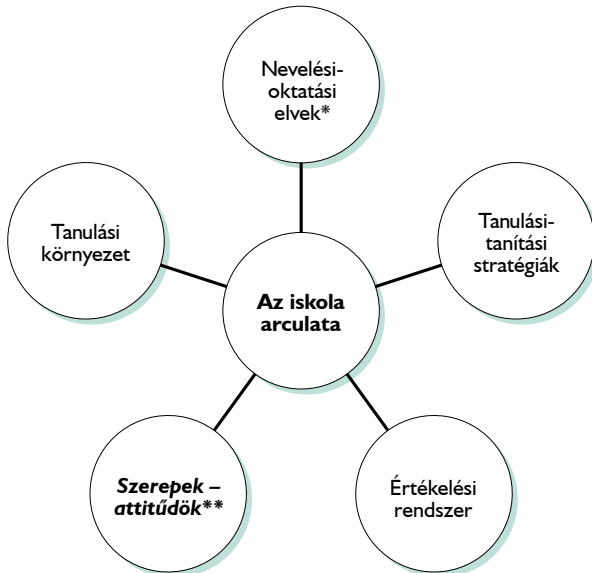 Nevelési-
oktatási
elvek*
Tanulási
környezet
Tanulási-
tanítási
stratégiák
Az iskola
arculata
Szerepek –
attitűdök**
Értékelési
rendszer